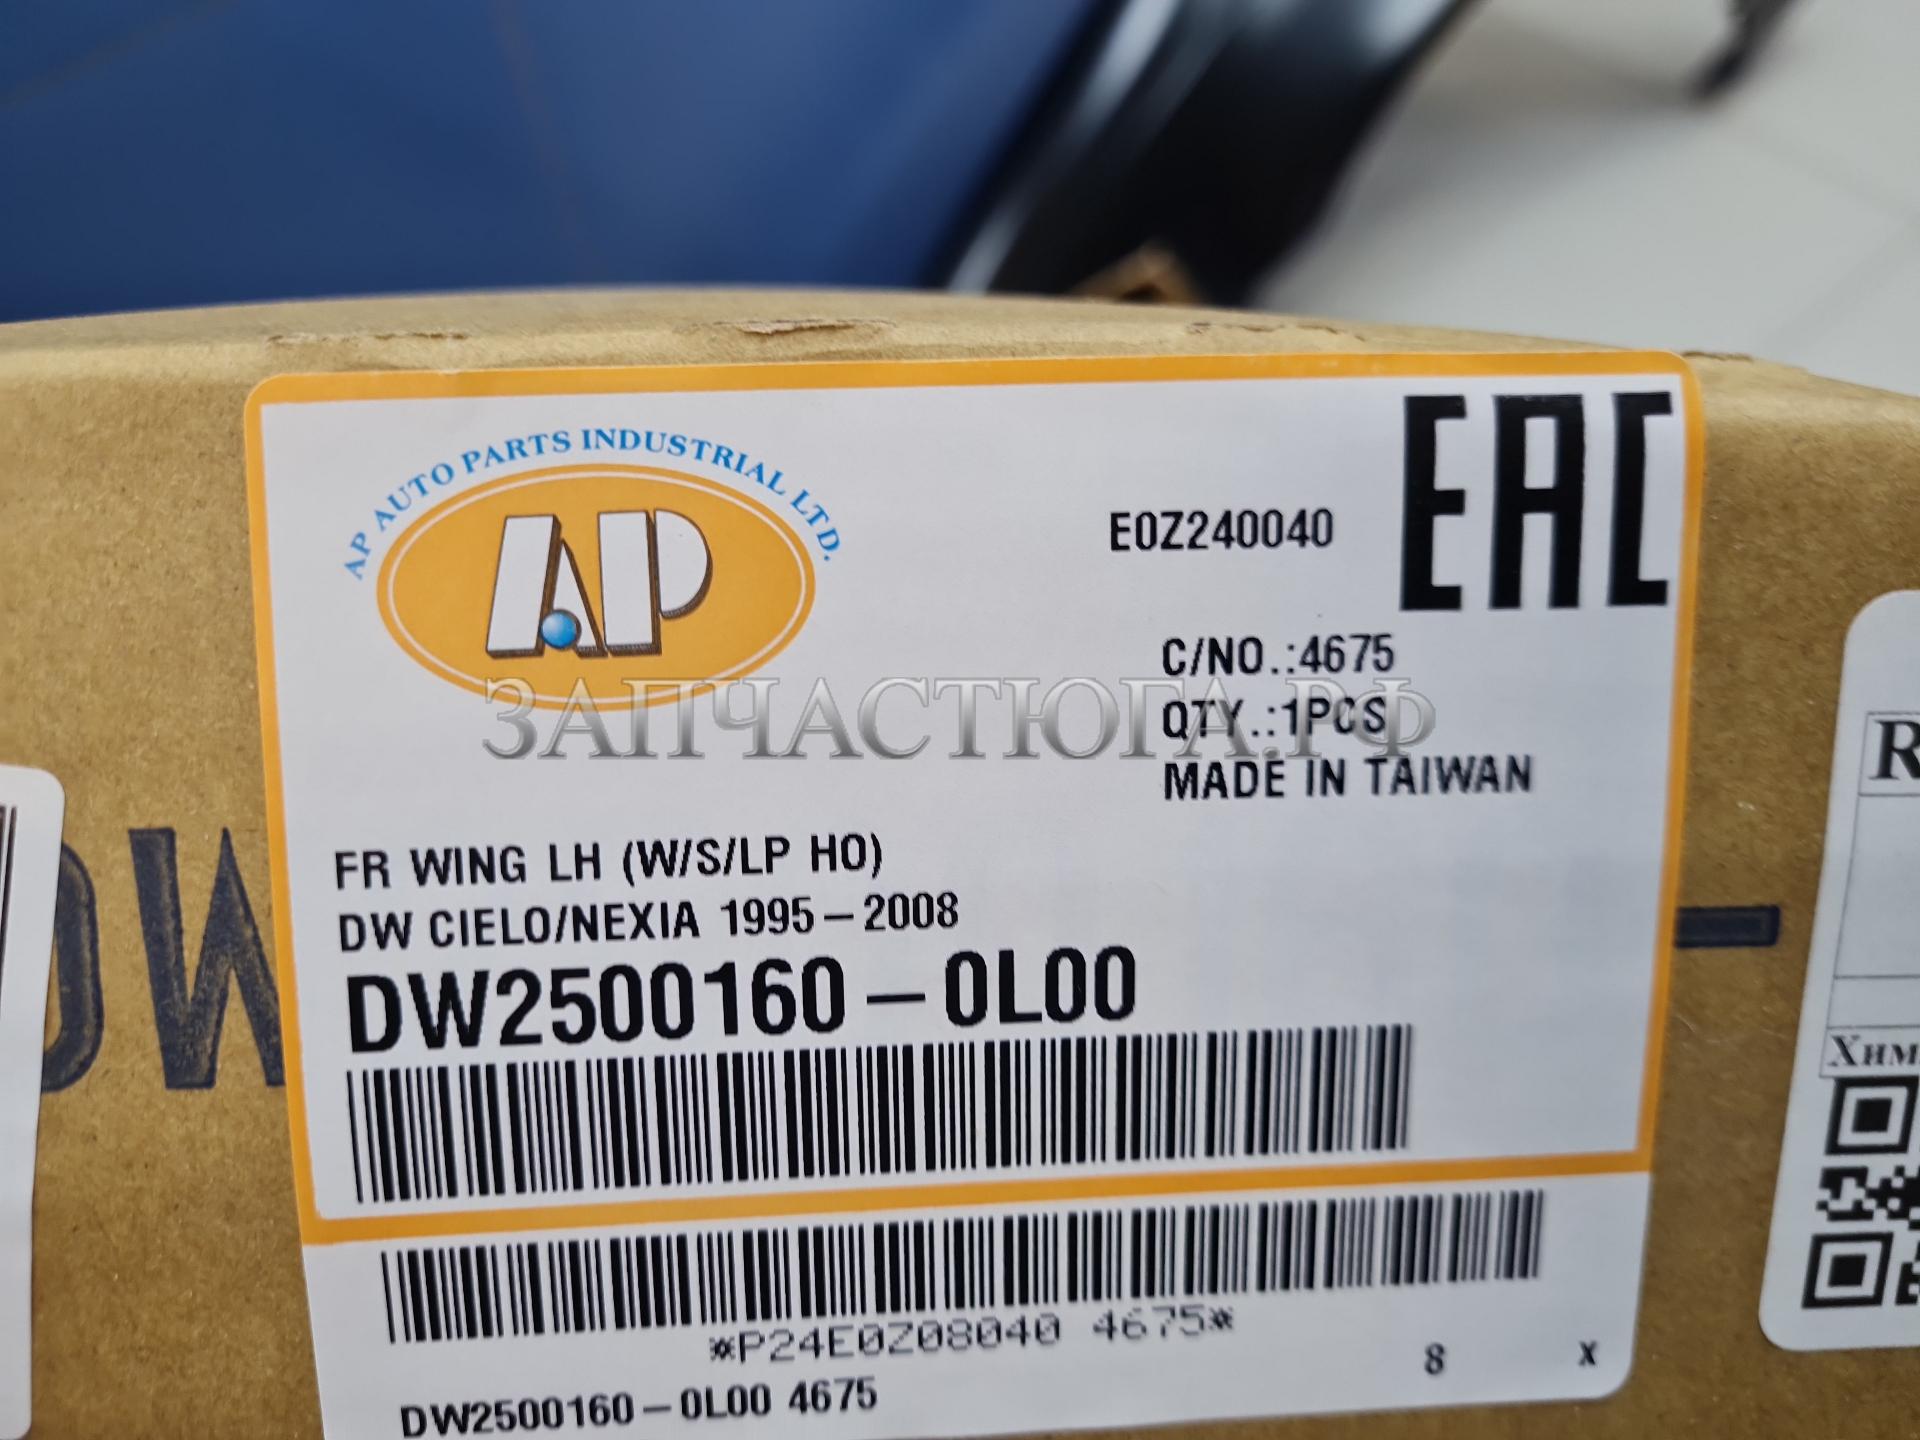 AP AUTO PARTS INDUSTRIAL LTD.
AP
E0Z240040
EAC
C/NO.:4675
QTY.:1PCS
MADE IN TAIWAN
ЗАПЧАСТЮГА.РФ
FR WING LH (W/S/LP HO)
DW CIELO/NEXIA 1995-2008
DW2500160-0L00
*P24E0Z08040 4675*
8 x
DW2500160-0L00 4675